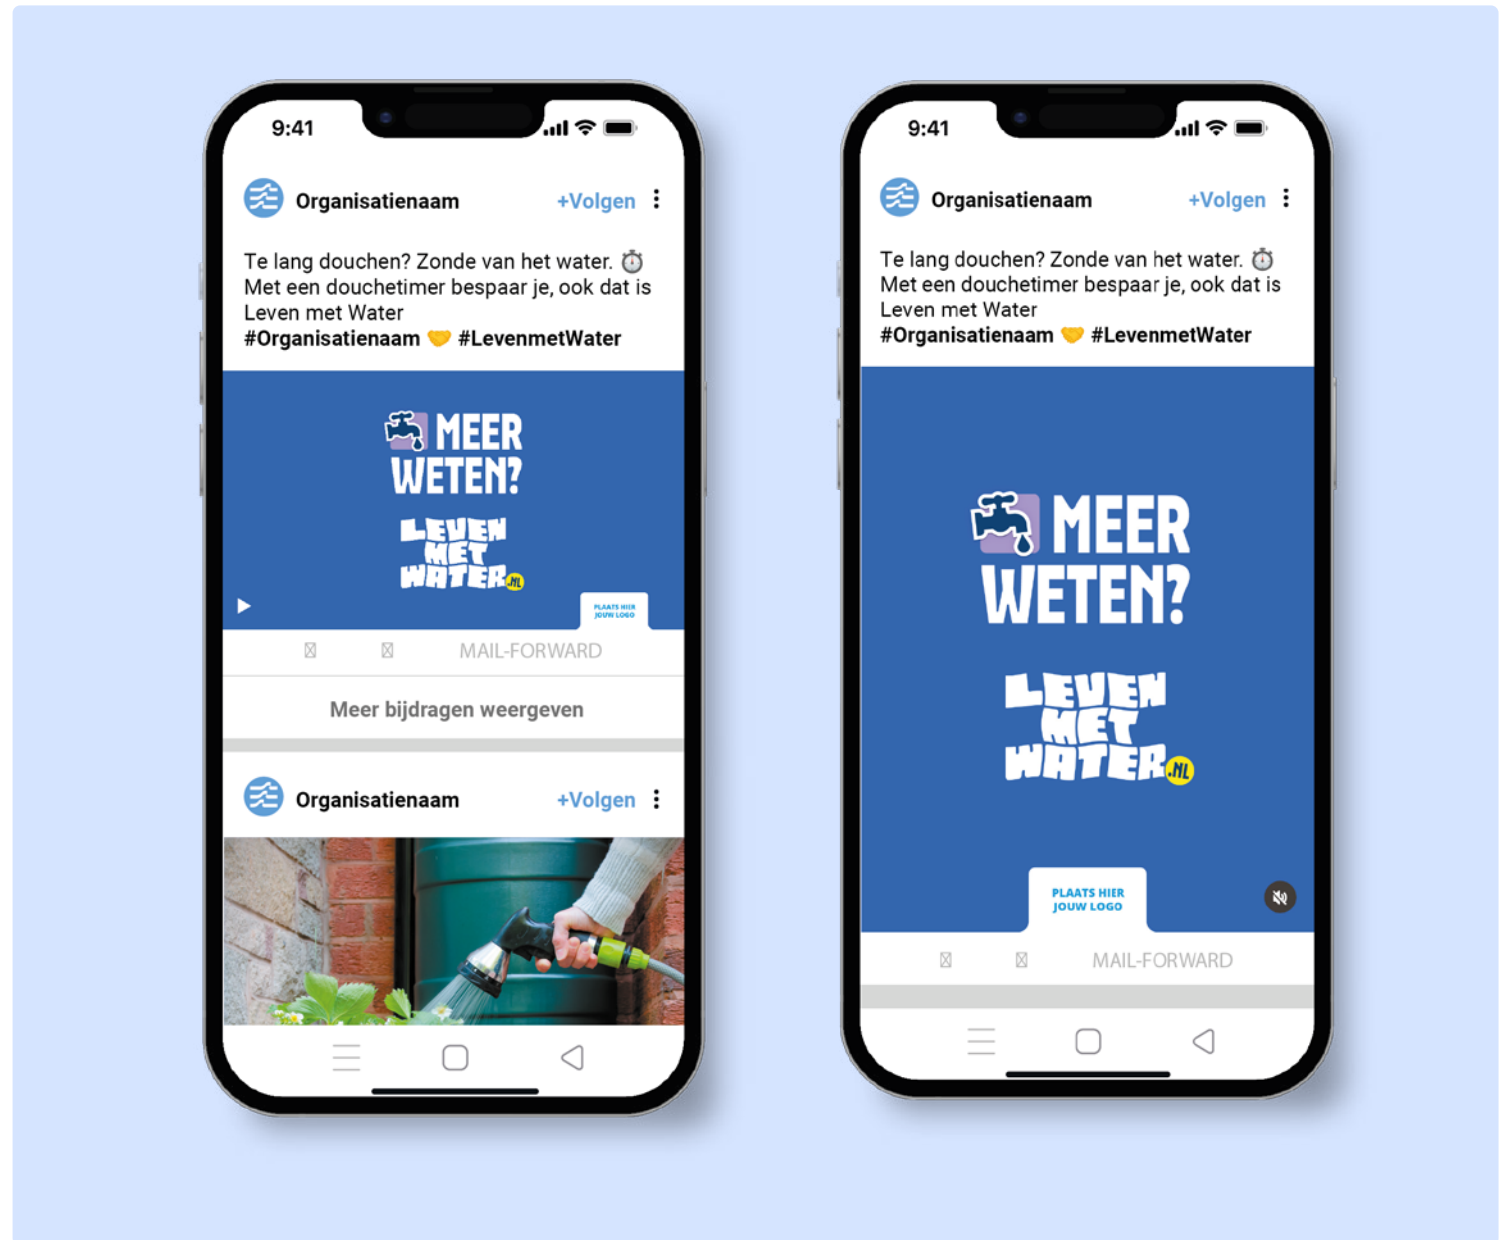 9:41
Organisatienaam
+Volgen
Te lang douchen? Zonde van het water. ⏱️
Met een douchetimer bespaar je, ook dat is
Leven met Water
#Organisatienaam 🤝 #LevenmetWater
MEER
WETEN?
LEVEN
MET
WATER.NL
PLAATS HIER
JOUW LOGO
MAIL-FORWARD
Meer bijdragen weergeven
Organisatienaam
+Volgen
9:41
Organisatienaam
+Volgen
Te lang douchen? Zonde van het water. ⏱️
Met een douchetimer bespaar je, ook dat is
Leven met Water
#Organisatienaam 🤝 #LevenmetWater
MEER
WETEN?
LEVEN
MET
WATER.NL
PLAATS HIER
JOUW LOGO
MAIL-FORWARD